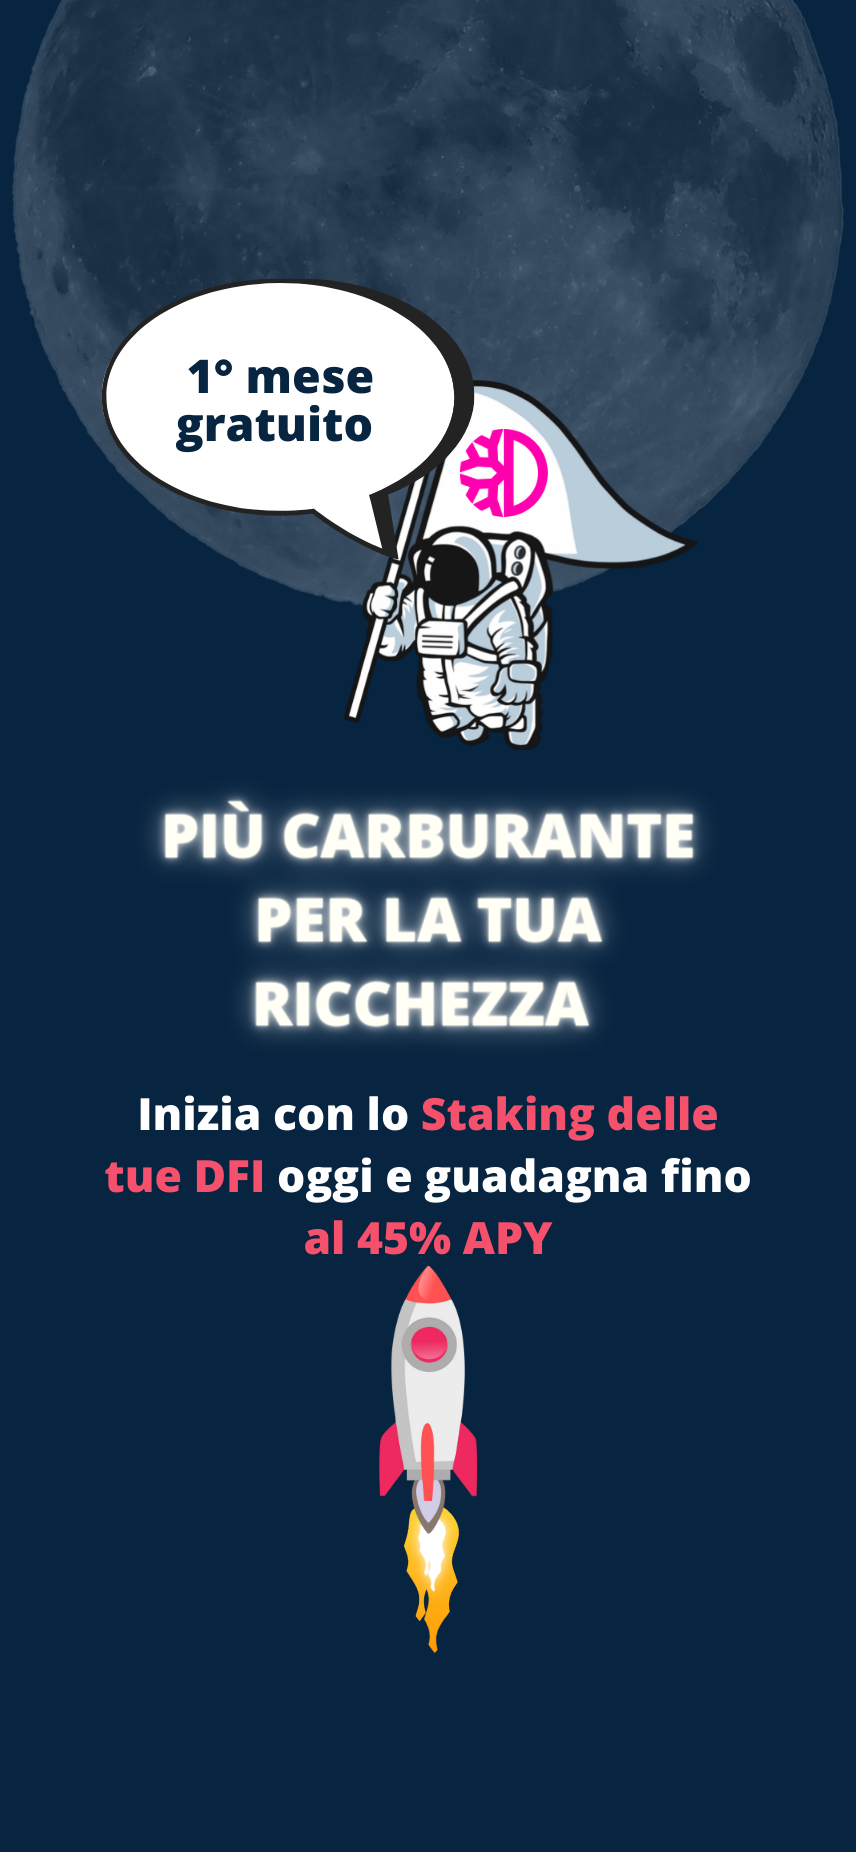 1° mese
gratuito
PIÙ CARBURANTE
PER LA TUA
RICCHEZZA
Inizia con lo Staking delle
tue DFI oggi e guadagna fino
al 45% APY